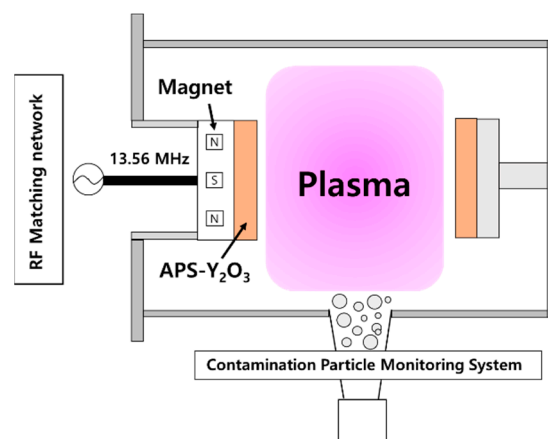 RF Matching network
13.56 MHz
Magnet
N
S
N
APS-Y₂O₃
Plasma
Contamination Particle Monitoring System